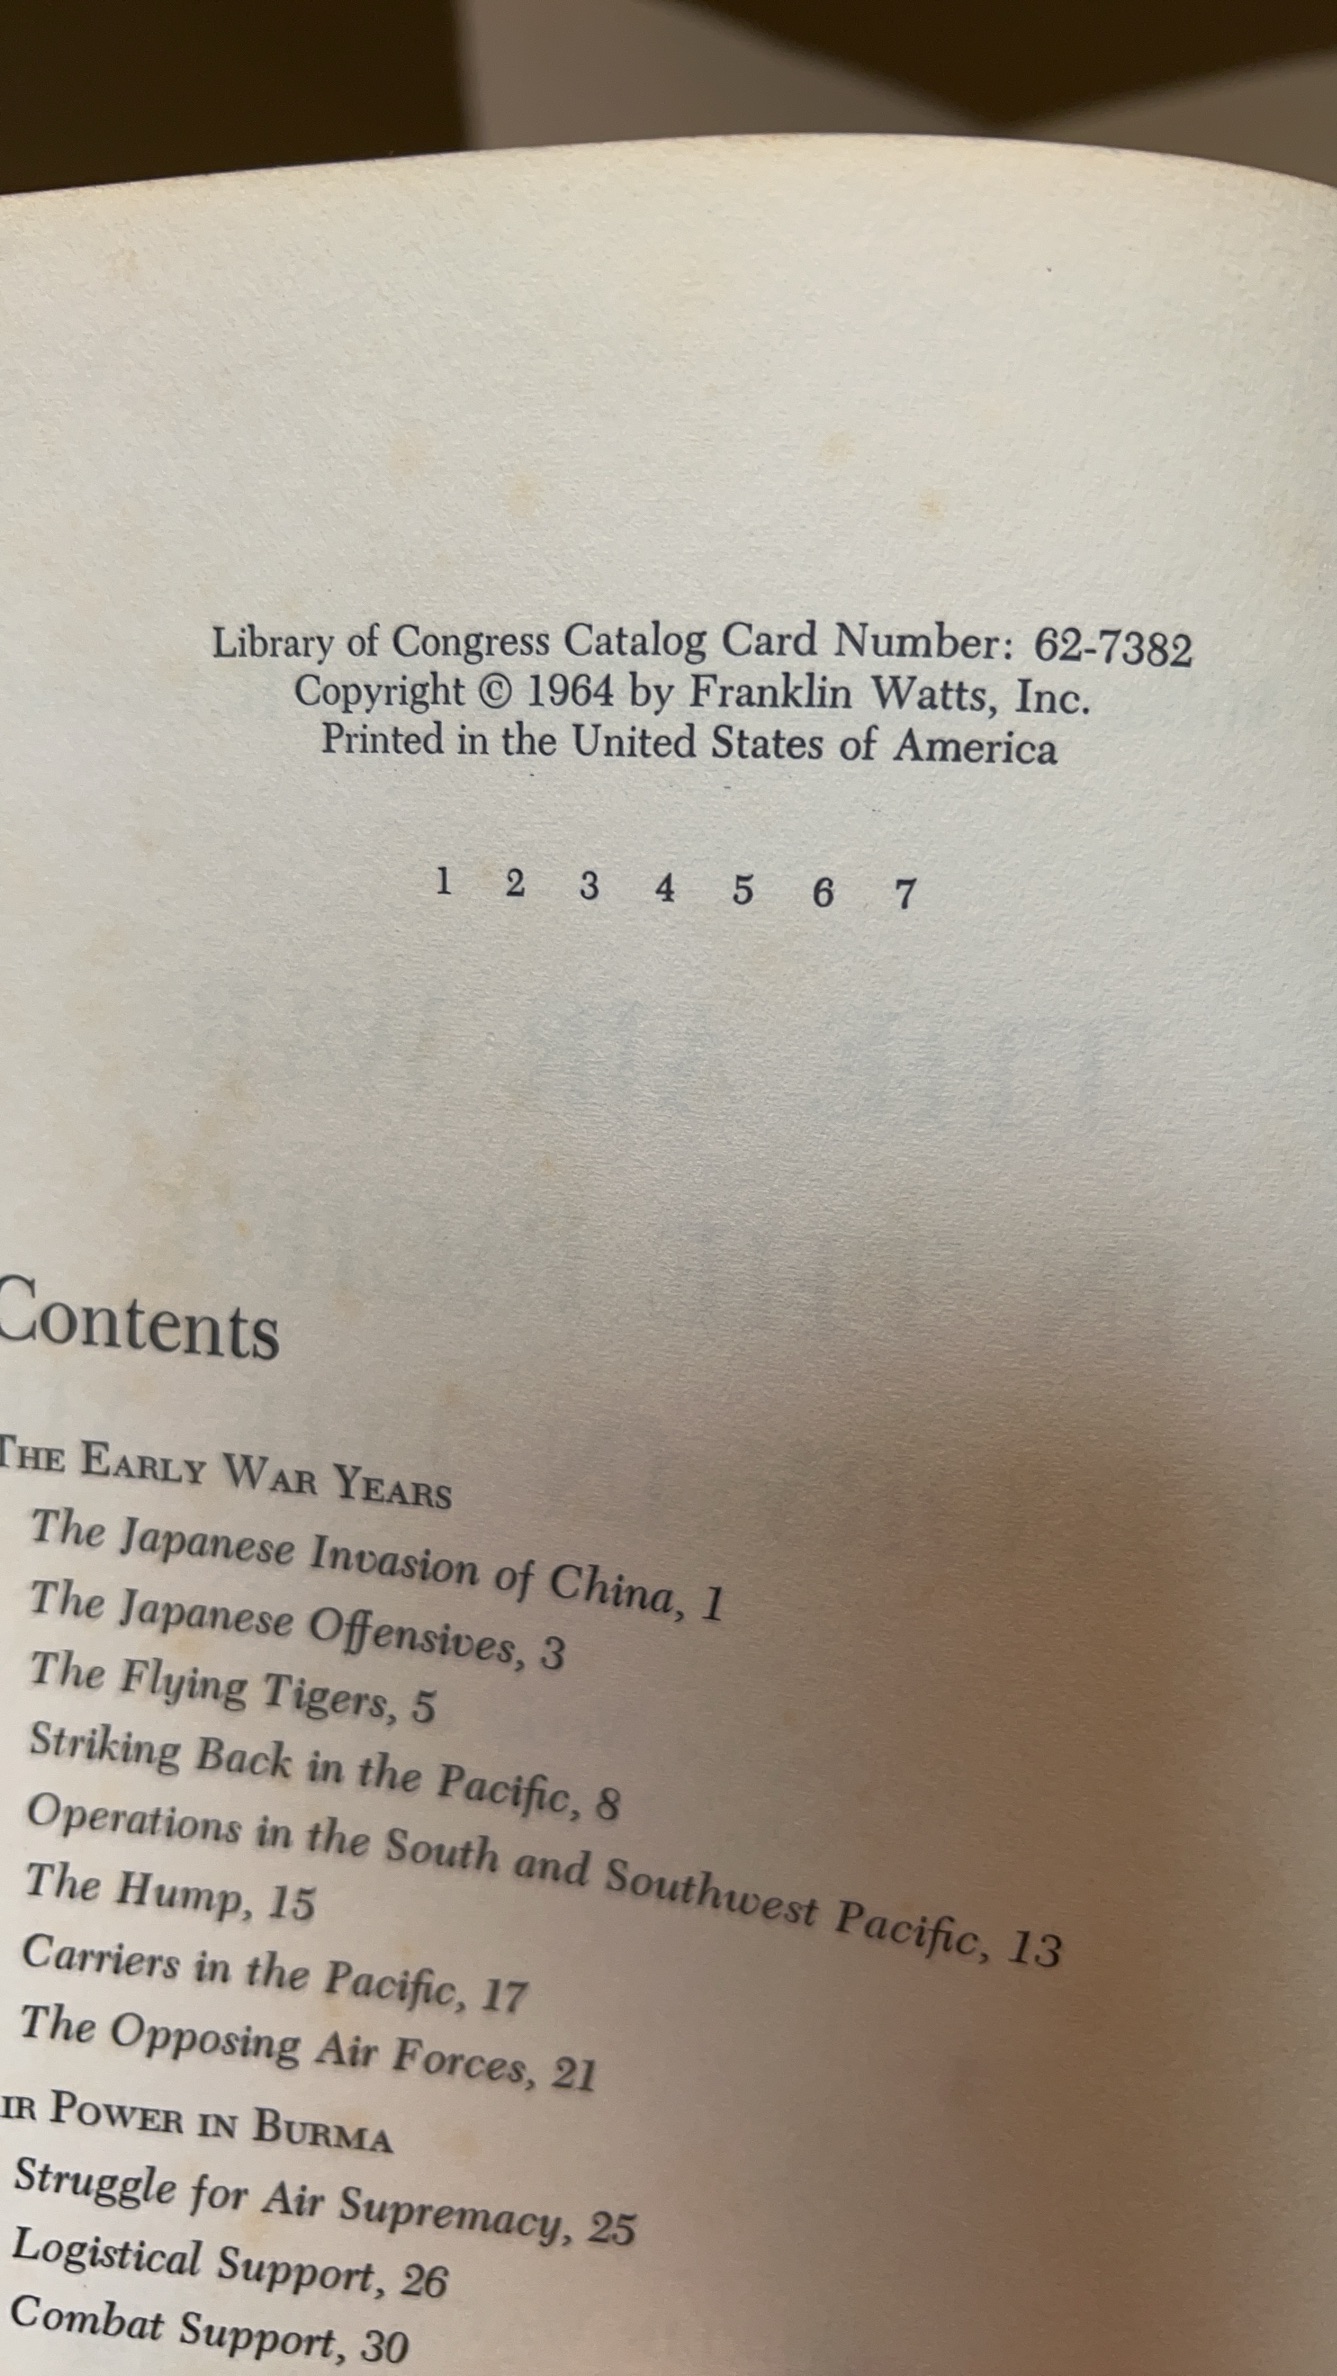 Library of Congress Catalog Card Number: 62-7382
Copyright © 1964 by Franklin Watts, Inc.
Printed in the United States of America
1 2 3 4 5 6 7
Contents
THE EARLY WAR YEARS
The Japanese Invasion of China, 1
The Japanese Offensives, 3
The Flying Tigers, 5
Striking Back in the Pacific, 8
Operations in the South and Southwest Pacific, 13
The Hump, 15
Carriers in the Pacific, 17
The Opposing Air Forces, 21
IR POWER IN BURMA
Struggle for Air Supremacy, 25
Logistical Support, 26
Combat Support, 30